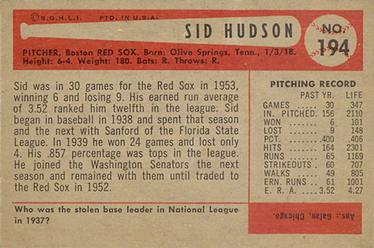 © B.G.H.L.I. PTD. IN U.S.A.
SID HUDSON
NO.
194
PITCHER, Boston RED SOX. Born: Olive Springs, Tenn., 1/3/18.
Height: 6-4. Weight: 180. Bats: R. Throws: R.
Sid was in 30 games for the Red Sox in 1953,
winning 6 and losing 9. His earned run average
of 3.52 ranked him twelfth in the league. Sid
began in baseball in 1938 and spent that season
and the next with Sanford of the Florida State
League. In 1939 he won 24 games and lost only
4. His .857 percentage was tops in the league.
He joined the Washington Senators the next
season and remained with them until traded to
the Red Sox in 1952.
PITCHING RECORD
PAST YR. LIFE
GAMES 30 347
IN. PITCHED 156 2110
WON 6 101
LOST 9 148
PCT. .400 .406
HITS 164 2301
RUNS 65 1169
STRIKEOUTS 60 707
WALKS 49 805
ERN. RUNS 61 1001
E. R. A. 3.52 4.27
Who was the stolen base leader in National League
in 1937?
Ans.: Galan, Chicago.